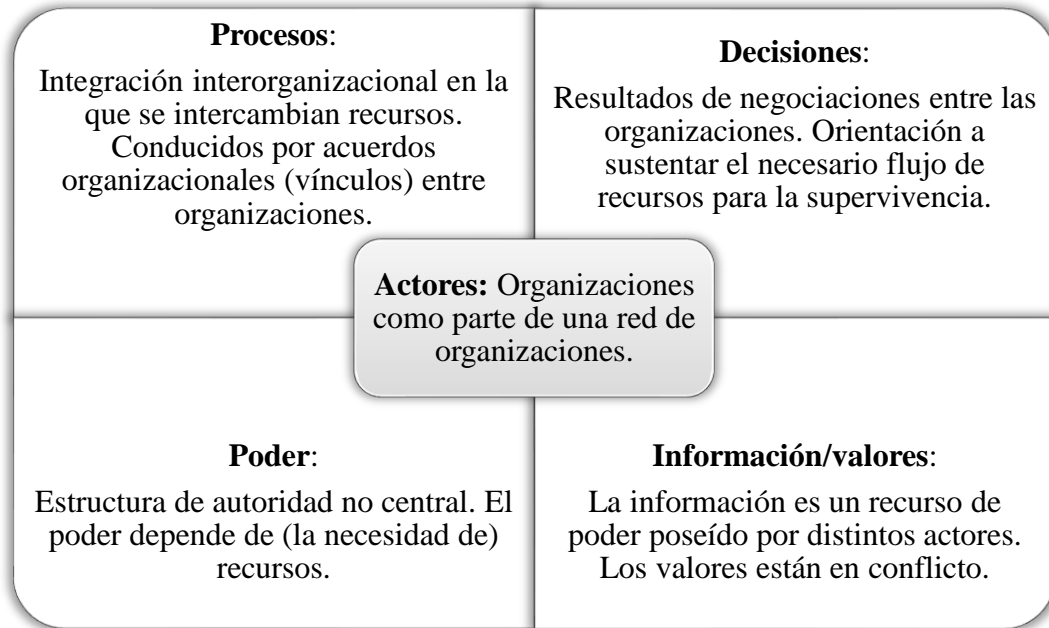 Procesos:
Integración interorganizacional en la
que se intercambian recursos.
Conducidos por acuerdos
organizacionales (vínculos) entre
organizaciones.
Decisiones:
Resultados de negociaciones entre las
organizaciones. Orientación a
sustentar el necesario flujo de
recursos para la supervivencia.
Actores: Organizaciones
como parte de una red de
organizaciones.
Poder:
Estructura de autoridad no central. El
poder depende de (la necesidad de)
recursos.
Información/valores:
La información es un recurso de
poder poseído por distintos actores.
Los valores están en conflicto.